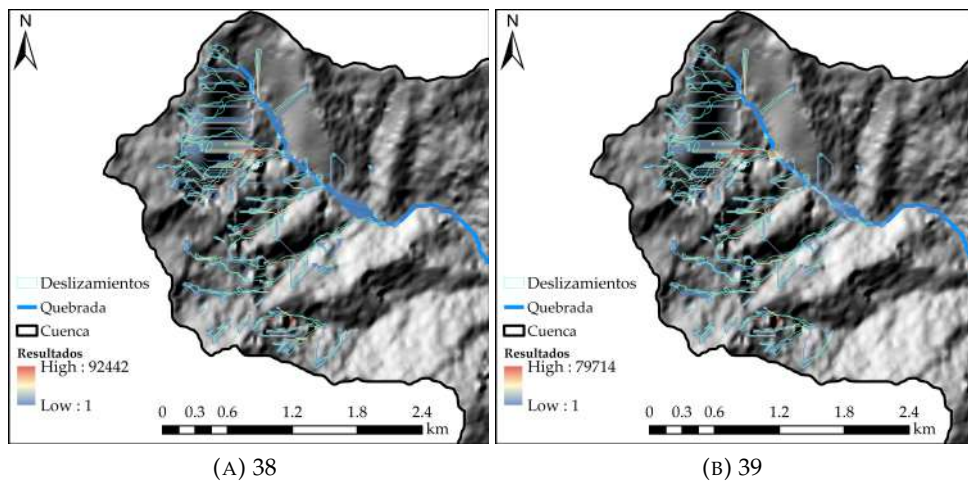 N
Deslizamientos
Quebrada
Cuenca
Resultados
High : 92442
Low : 1
0 0.3 0.6 1.2 1.8 2.4
km
(A) 38
N
Deslizamientos
Quebrada
Cuenca
Resultados
High : 79714
Low : 1
0 0.3 0.6 1.2 1.8 2.4
km
(B) 39